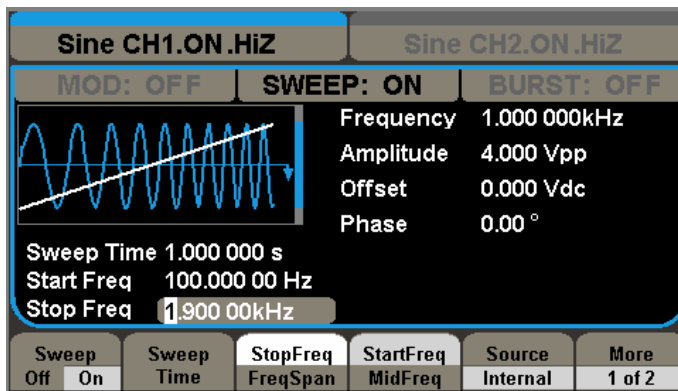 Sine CH1.ON.HiZ
Sine CH2.ON.HiZ
MOD: OFF
SWEEP: ON
BURST: OFF
Frequency 1.000 000kHz
Amplitude 4.000 Vpp
Offset 0.000 Vdc
Phase 0.00 °
Sweep Time 1.000 000 s
Start Freq 100.000 00 Hz
Stop Freq 1.900 00kHz
Sweep
Off On
Sweep
Time
StopFreq
FreqSpan
StartFreq
MidFreq
Source
Internal
More
1 of 2